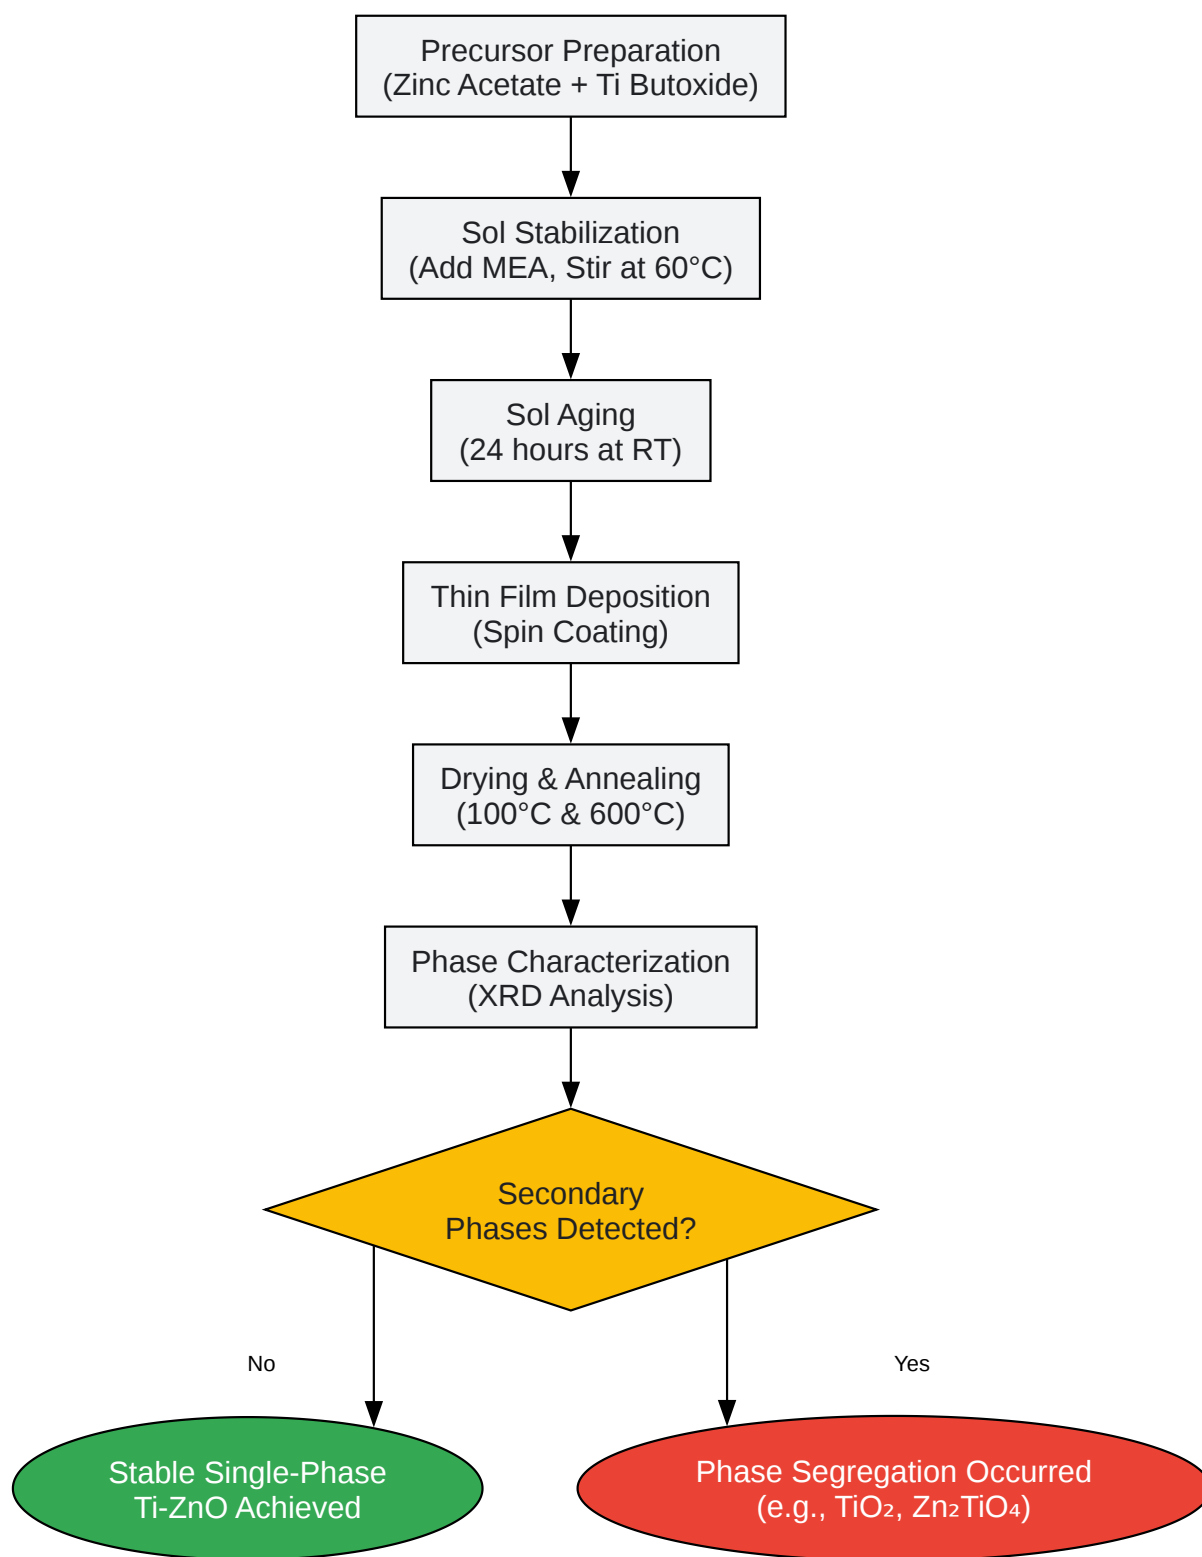 Precursor Preparation
(Zinc Acetate + Ti Butoxide)
Sol Stabilization
(Add MEA, Stir at 60°C)
Sol Aging
(24 hours at RT)
Thin Film Deposition
(Spin Coating)
Drying & Annealing
(100°C & 600°C)
Phase Characterization
(XRD Analysis)
Secondary
Phases Detected?
No
Yes
Stable Single-Phase
Ti-ZnO Achieved
Phase Segregation Occurred
(e.g., TiO₂, Zn₂TiO₄)